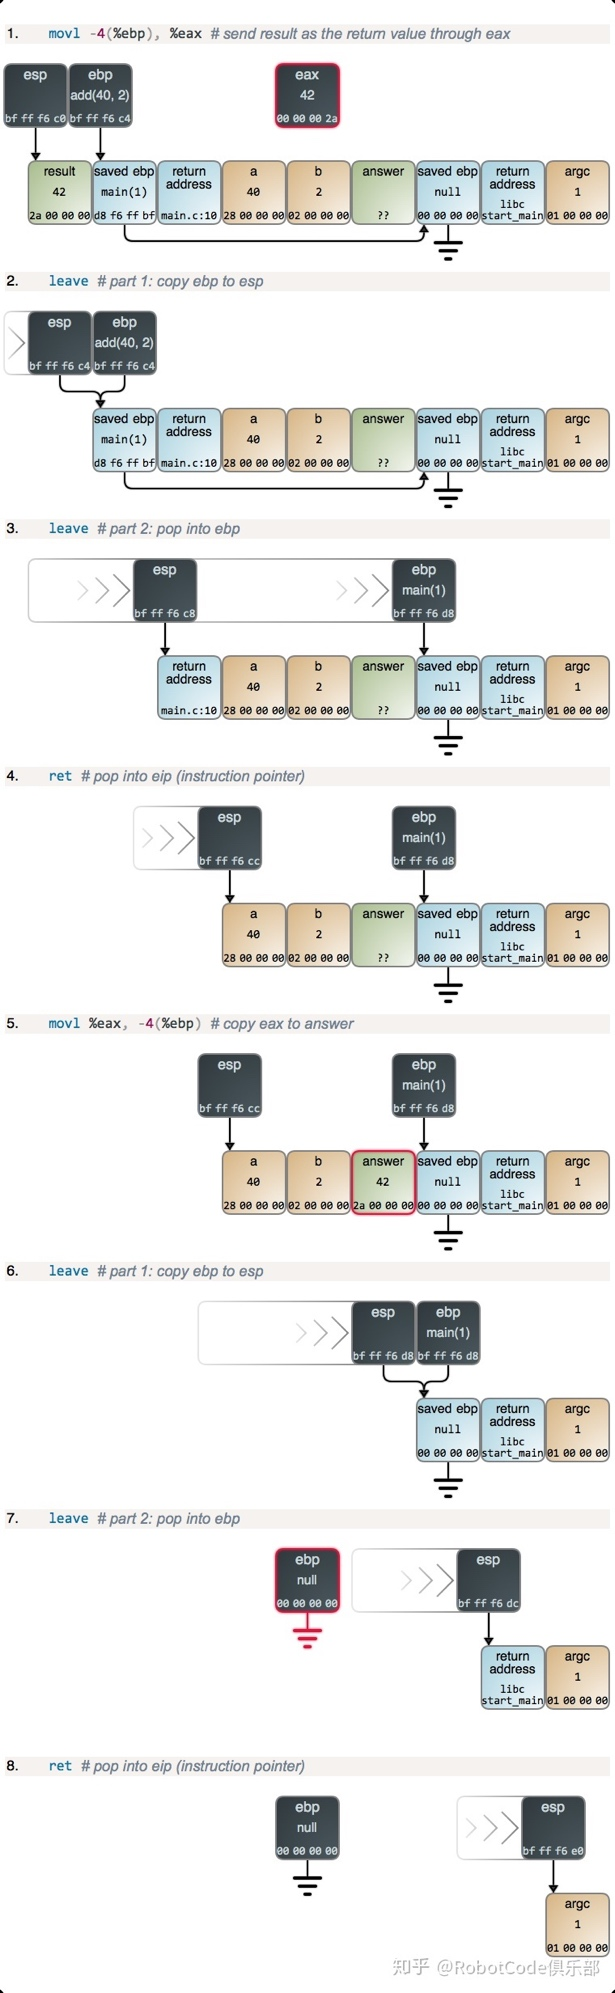 1. movl -4(%ebp), %eax # send result as the return value through eax
esp ebp eax
add(40, 2) 42
bf ff f6 c0 bf ff f6 c4 00 00 00 2a
result saved ebp return address a b answer saved ebp return address argc
42 main(1) 40 2 null libc 1
2a 00 00 00 d8 f6 ff bf main.c:10 28 00 00 00 02 00 00 00 ?? 00 00 00 00 start_main 01 00 00 00
2. leave # part 1: copy ebp to esp
esp ebp
add(40, 2)
bf ff f6 c4 bf ff f6 c4
saved ebp return address a b answer saved ebp return address argc
main(1) 40 2 null libc 1
d8 f6 ff bf main.c:10 28 00 00 00 02 00 00 00 ?? 00 00 00 00 start_main 01 00 00 00
3. leave # part 2: pop into ebp
esp ebp
main(1)
bf ff f6 c8 bf ff f6 d8
return address a b answer saved ebp return address argc
40 2 null libc 1
main.c:10 28 00 00 00 02 00 00 00 ?? 00 00 00 00 start_main 01 00 00 00
4. ret # pop into eip (instruction pointer)
esp ebp
main(1)
bf ff f6 cc bf ff f6 d8
a b answer saved ebp return address argc
40 2 null libc 1
28 00 00 00 02 00 00 00 ?? 00 00 00 00 start_main 01 00 00 00
5. movl %eax, -4(%ebp) # copy eax to answer
esp ebp
main(1)
bf ff f6 cc bf ff f6 d8
a b answer saved ebp return address argc
40 2 42 null libc 1
28 00 00 00 02 00 00 00 2a 00 00 00 00 00 00 00 start_main 01 00 00 00
6. leave # part 1: copy ebp to esp
esp ebp
main(1)
bf ff f6 d8 bf ff f6 d8
saved ebp return address argc
null libc 1
00 00 00 00 start_main 01 00 00 00
7. leave # part 2: pop into ebp
ebp esp
null
00 00 00 00 bf ff f6 dc
return address argc
libc 1
start_main 01 00 00 00
8. ret # pop into eip (instruction pointer)
ebp esp
null
00 00 00 00 bf ff f6 e0
argc
1
01 00 00 00
知乎 @RobotCode俱乐部